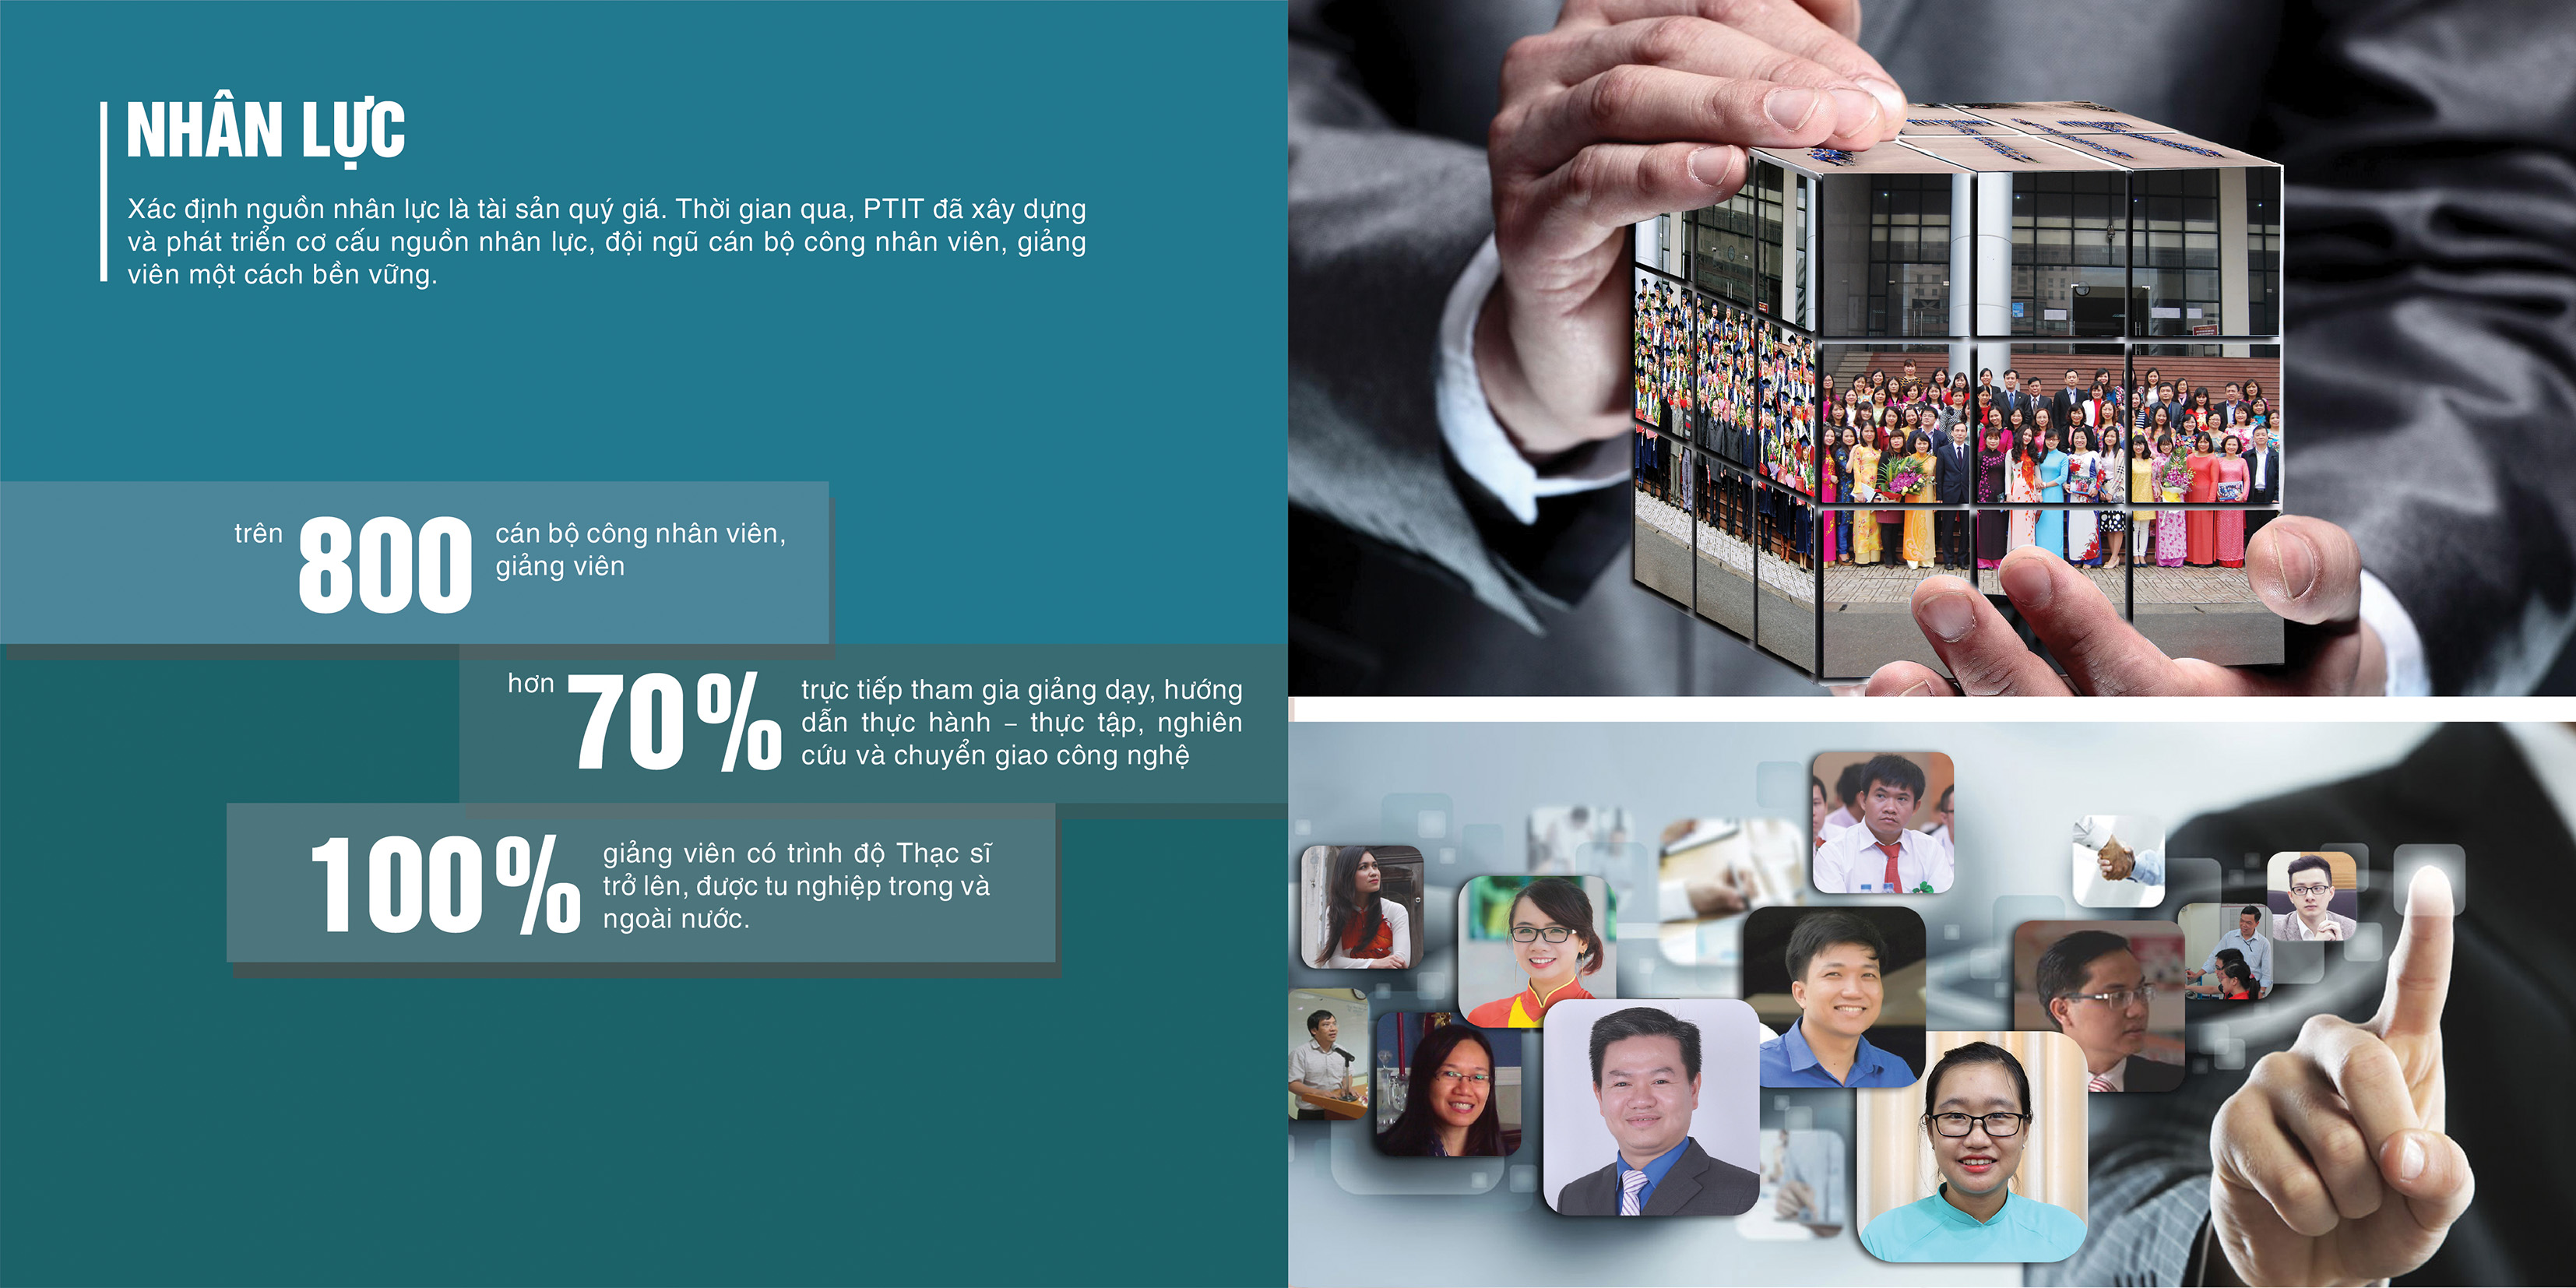 NHÂN LỰC
Xác định nguồn nhân lực là tài sản quý giá. Thời gian qua, PTIT đã xây dựng
và phát triển cơ cấu nguồn nhân lực, đội ngũ cán bộ công nhân viên, giảng
viên một cách bền vững.
trên 800 cán bộ công nhân viên,
giảng viên
hơn 70% trực tiếp tham gia giảng dạy, hướng
dẫn thực hành – thực tập, nghiên
cứu và chuyển giao công nghệ
100% giảng viên có trình độ Thạc sĩ
trở lên, được tu nghiệp trong và
ngoài nước.